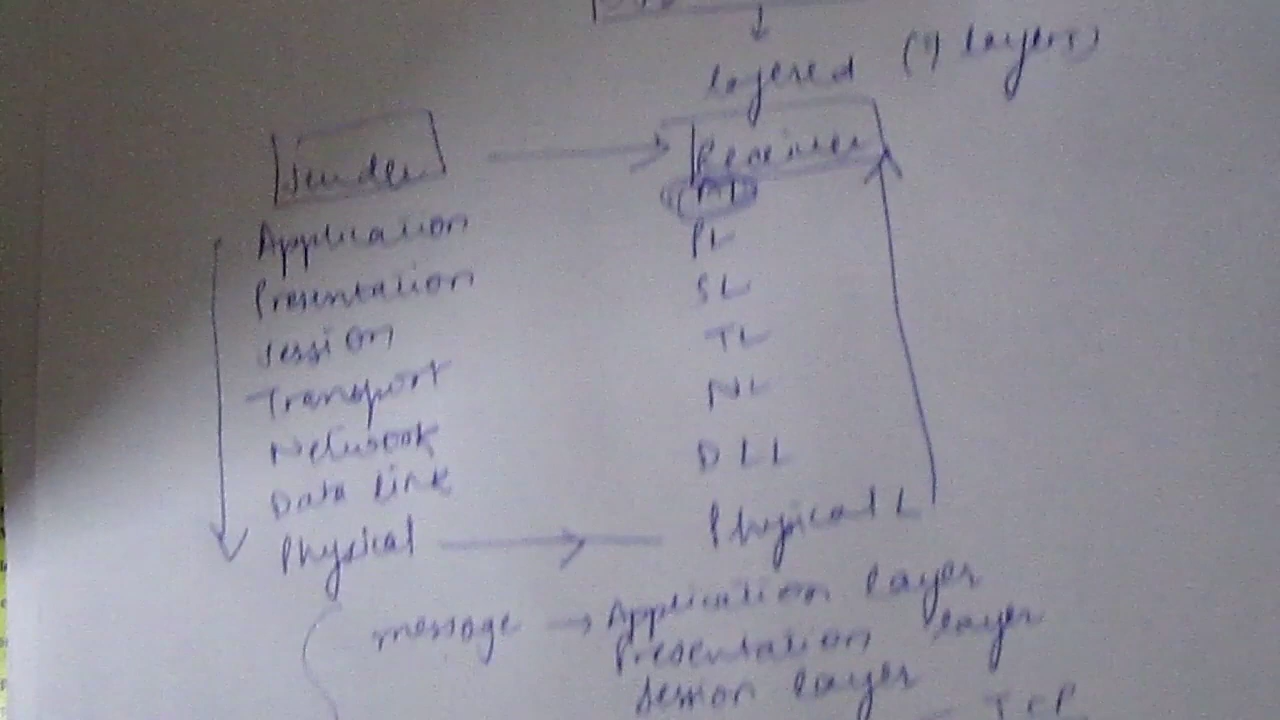 layered (7 layers)
Sender Receiver
AL
Application PL
Presentation SL
Session TL
Transport NL
Network DLL
Data link
Physical Physical L
message → Application layer
Presentation layer
Session layer
TCP